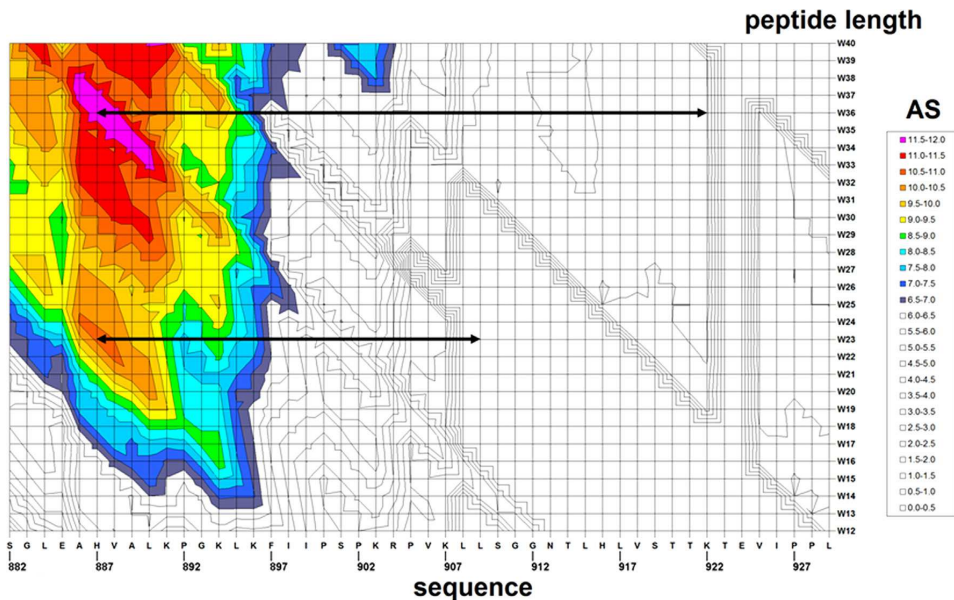 peptide length
W40
W39
W38
W37
W36
W35
W34
W33
W32
W31
W30
W29
W28
W27
W26
W25
W24
W23
W22
W21
W20
W19
W18
W17
W16
W15
W14
W13
W12
AS
11.5-12.0
11.0-11.5
10.5-11.0
10.0-10.5
9.5-10.0
9.0-9.5
8.5-9.0
8.0-8.5
7.5-8.0
7.0-7.5
6.5-7.0
6.0-6.5
5.5-6.0
5.0-5.5
4.5-5.0
4.0-4.5
3.5-4.0
3.0-3.5
2.5-3.0
2.0-2.5
1.5-2.0
1.0-1.5
0.5-1.0
0.0-0.5
S G L E A H V A L K P G K L K F I I P S P K R P V K L L S G G N T L H L V S T T K T E V I P P L
882 887 892 897 902 907 912 917 922 927
sequence